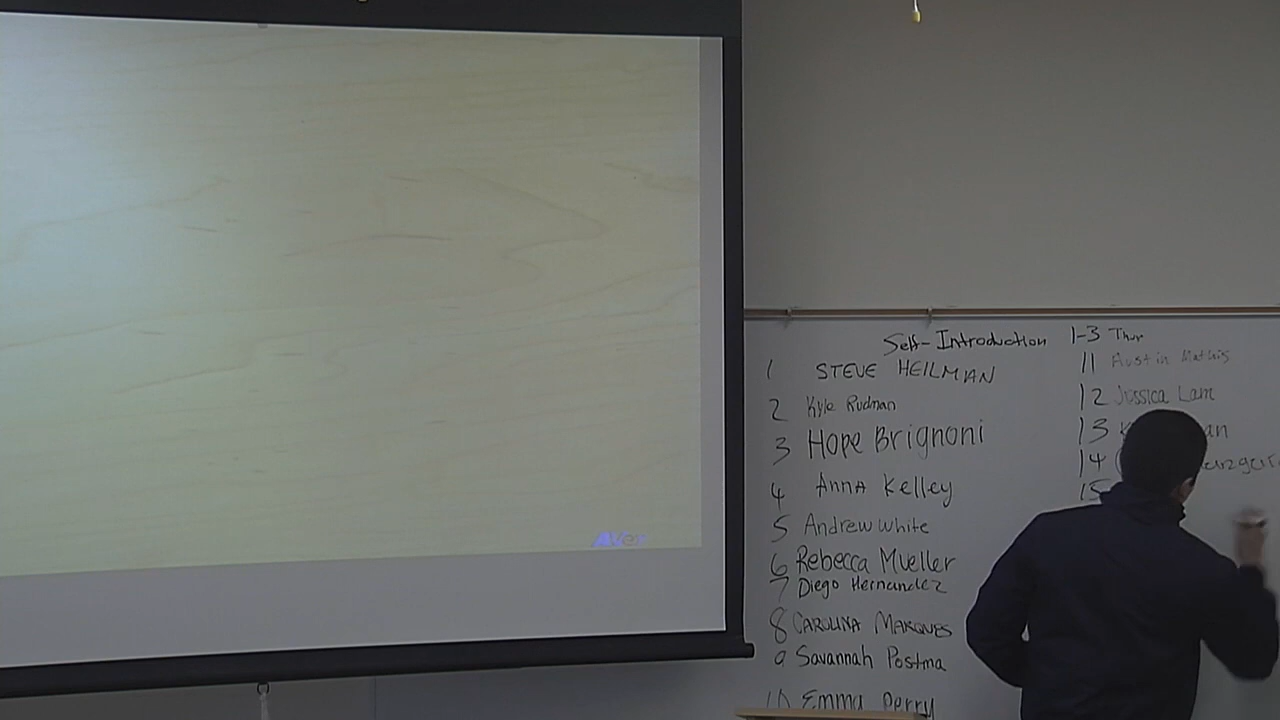 Self-Introduction 1-3 Thur
1 STEVE HEILMAN
2 Kyle Rudman
3 Hope Brignoni
4 Anna Kelley
5 Andrew White
6 Rebecca Mueller
7 Diego Hernandez
8 CAROLINA MARQUES
9 Savannah Postma
10 Emma Perry
11 Austin Mathis
12 Jessica Lam
13
14
15
AVer